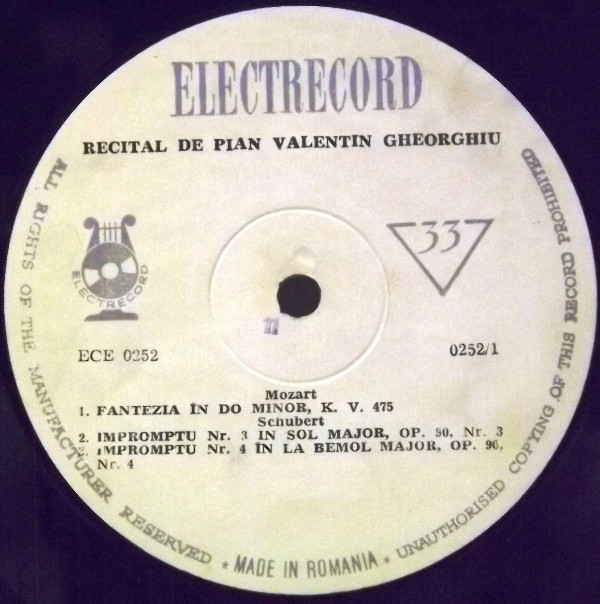 ELECTRECORD
RECITAL DE PIAN VALENTIN GHEORGHIU
33
ELECTRECORD
ECE 0252
0252/1
Mozart
1. FANTEZIA ÎN DO MINOR, K. V. 475
Schubert
2. IMPROMPTU Nr. 3 IN SOL MAJOR, OP. 90, Nr. 3
3. IMPROMPTU Nr. 4 ÎN LA BEMOL MAJOR, OP. 90,
Nr. 4
ALL RIGHTS OF THE MANUFACTURER RESERVED * MADE IN ROMANIA * UNAUTHORISED COPYING OF THIS RECORD PROHIBITED